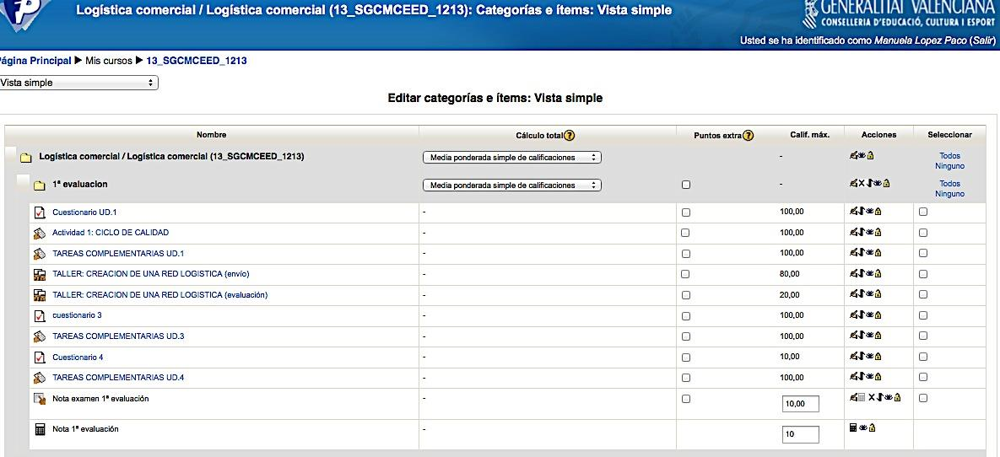 Logística comercial / Logística comercial (13_SGCMCEED_1213): Categorías e ítems: Vista simple
GENERALITAT VALENCIANA
CONSELLERIA D'EDUCACIÓ, CULTURA I ESPORT
Usted se ha identificado como Manuela Lopez Paco (Salir)
Página Principal ► Mis cursos ► 13_SGCMCEED_1213
Vista simple
Editar categorías e ítems: Vista simple
Nombre Cálculo total ? Puntos extra ? Calif. máx. Acciones Seleccionar
Logística comercial / Logística comercial (13_SGCMCEED_1213) Media ponderada simple de calificaciones - Todos
Ninguno
1ª evaluacion Media ponderada simple de calificaciones - Todos
Ninguno
Cuestionario UD.1 - 100,00
Actividad 1: CICLO DE CALIDAD - 100,00
TAREAS COMPLEMENTARIAS UD.1 - 100,00
TALLER: CREACION DE UNA RED LOGISTICA (envío) - 80,00
TALLER: CREACION DE UNA RED LOGISTICA (evaluación) - 20,00
cuestionario 3 - 100,00
TAREAS COMPLEMENTARIAS UD.3 - 100,00
Cuestionario 4 - 10,00
TAREAS COMPLEMENTARIAS UD.4 - 100,00
Nota examen 1ª evaluación - 10,00
Nota 1ª evaluación - 10